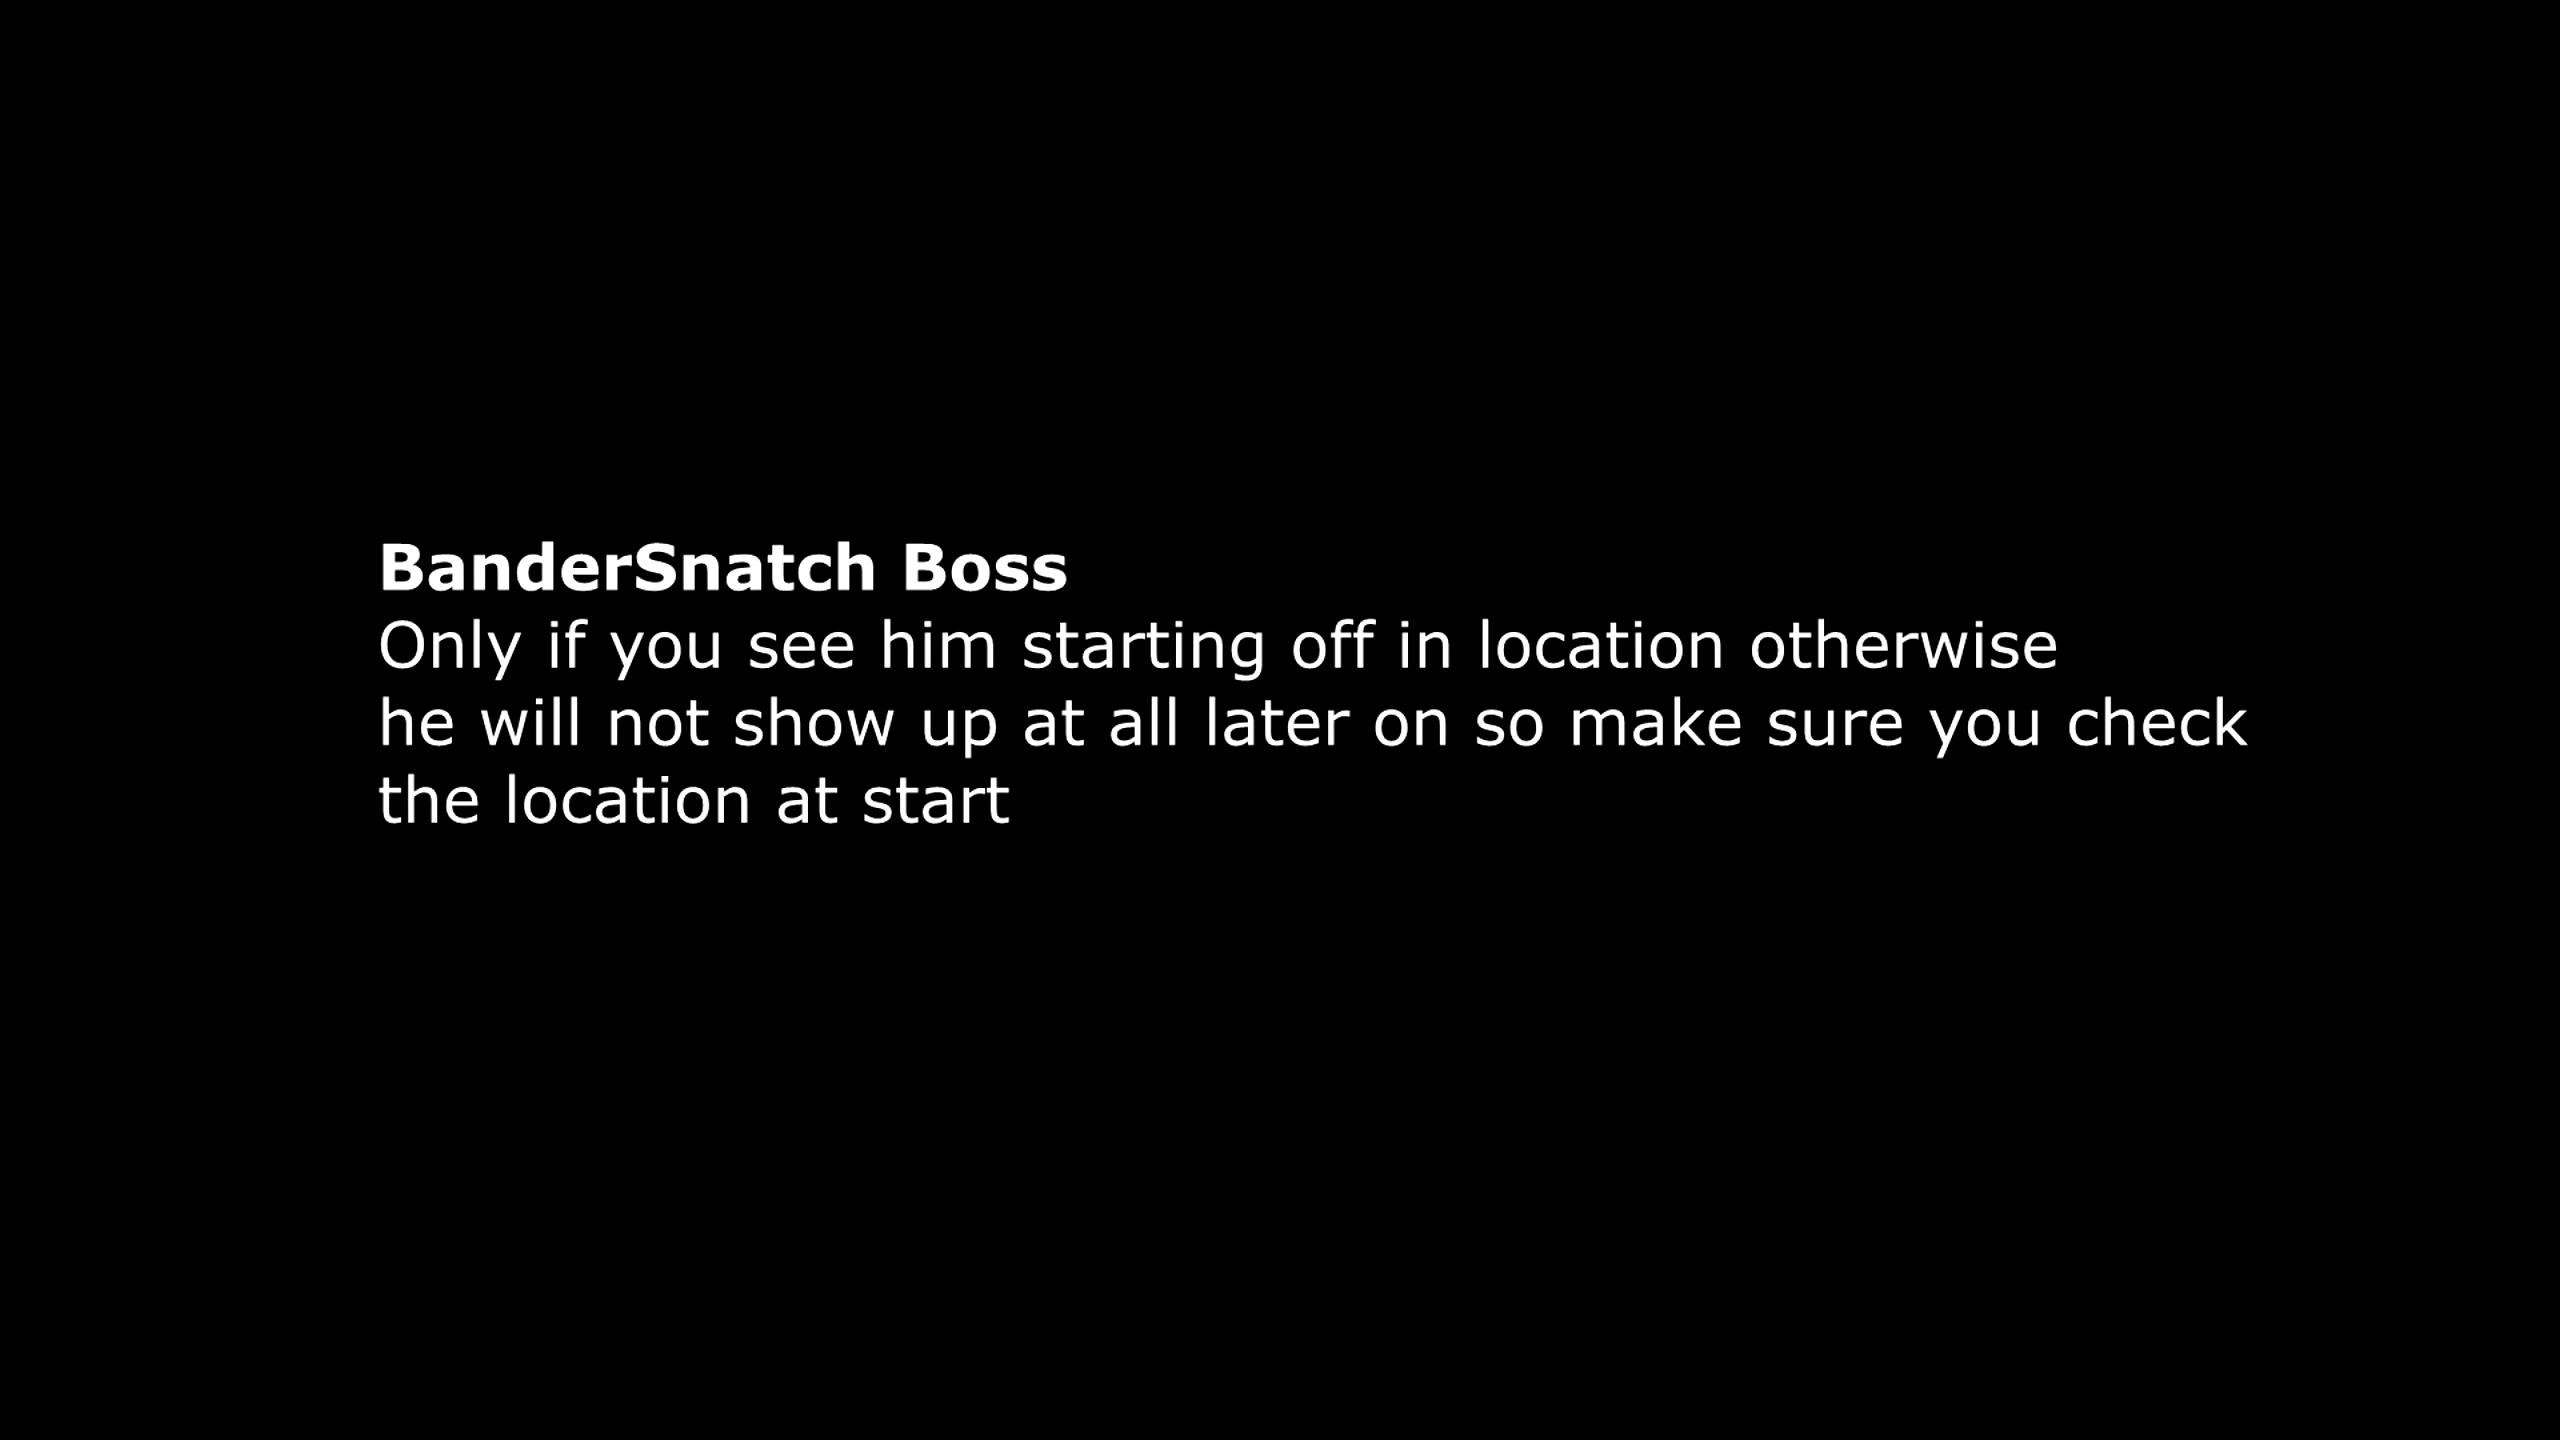 BanderSnatch Boss
Only if you see him starting off in location otherwise
he will not show up at all later on so make sure you check
the location at start